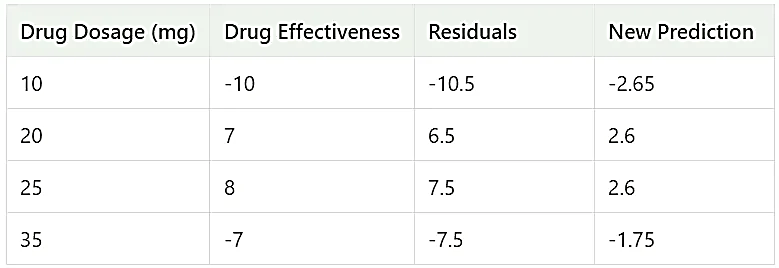 Drug Dosage (mg) Drug Effectiveness Residuals New Prediction
10 -10 -10.5 -2.65
20 7 6.5 2.6
25 8 7.5 2.6
35 -7 -7.5 -1.75